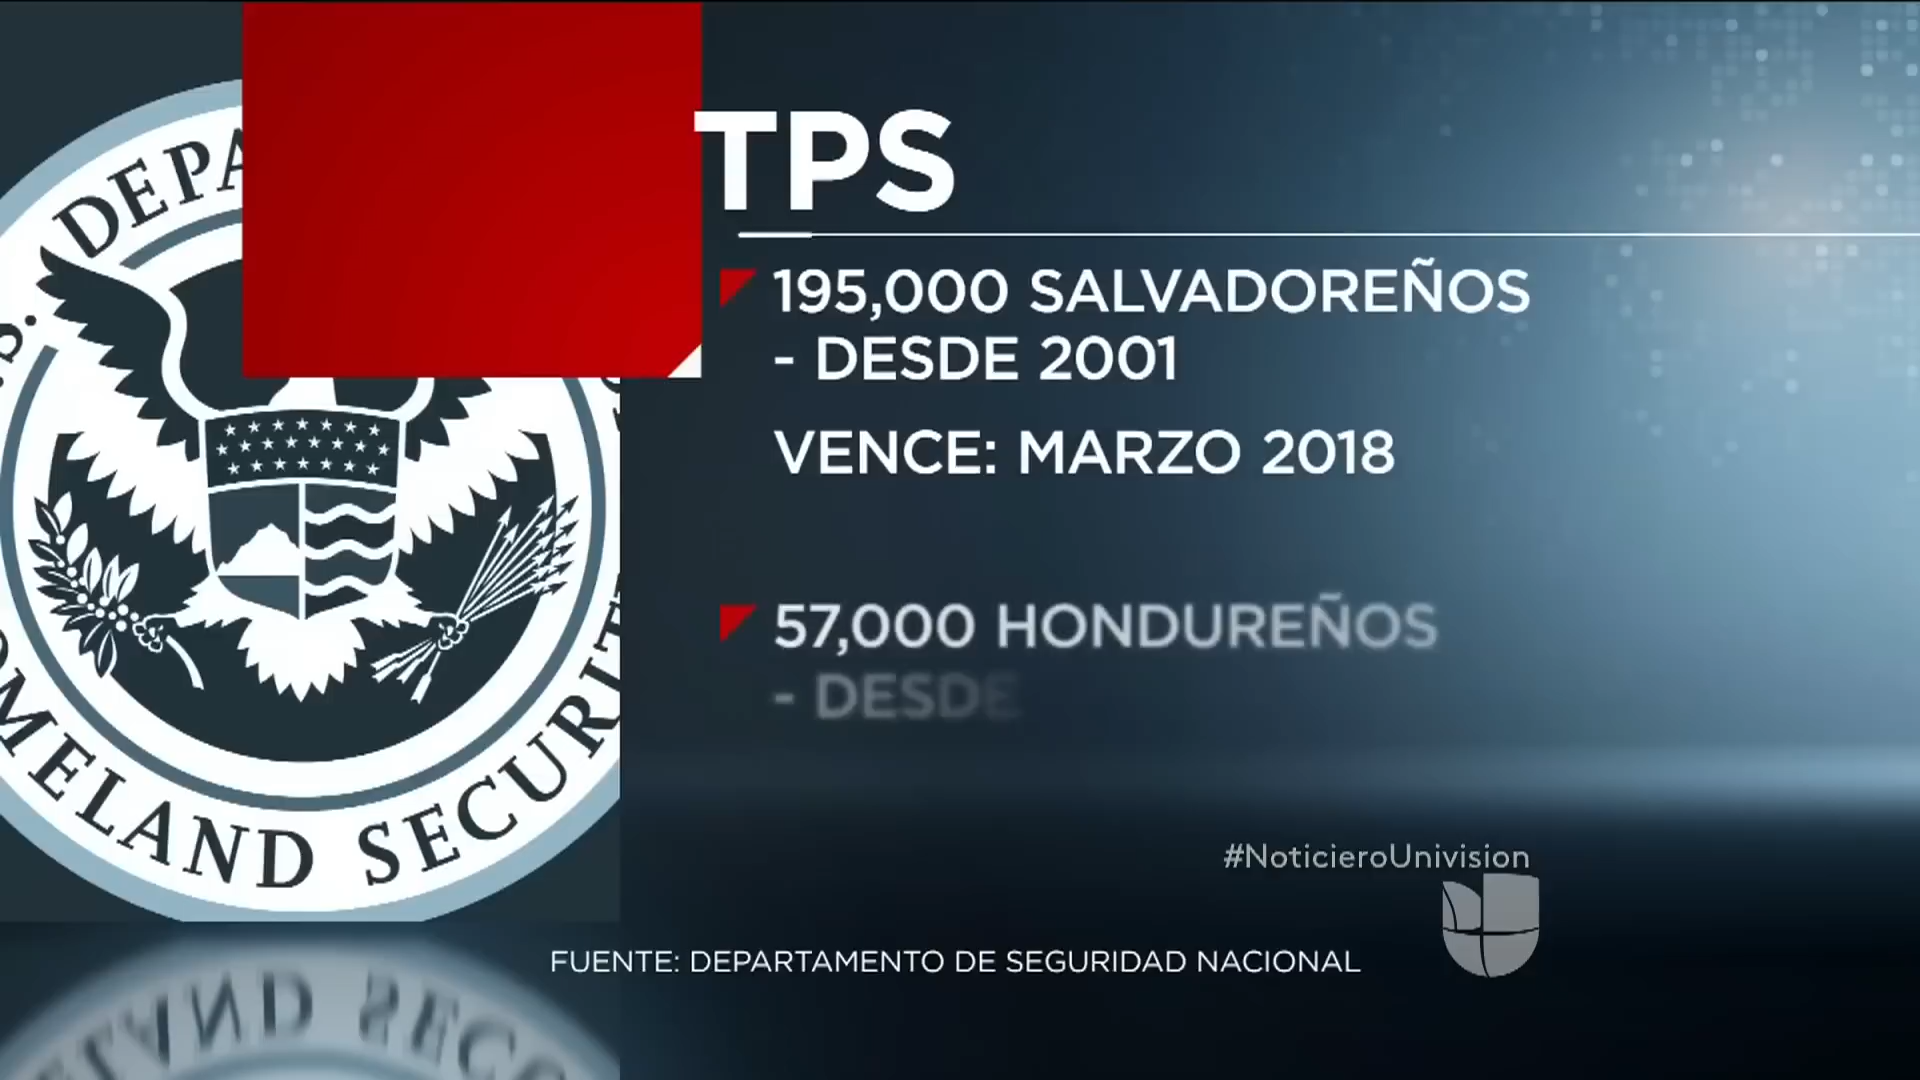 TPS
195,000 SALVADOREÑOS
- DESDE 2001
VENCE: MARZO 2018
57,000 HONDUREÑOS
- DESDE
#NoticieroUnivision
FUENTE: DEPARTAMENTO DE SEGURIDAD NACIONAL
HOMELAND SECURITY